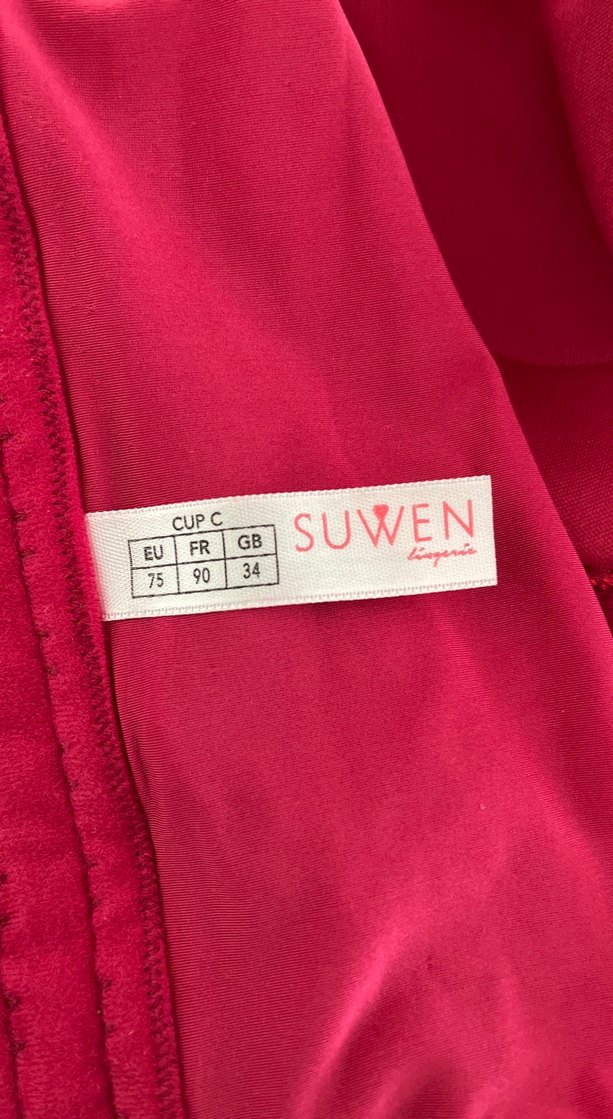 CUP C
EU FR GB
75 90 34
SUWEN
lingerie